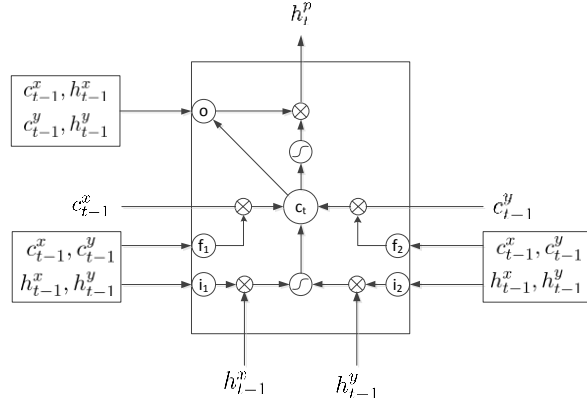 h_t^p
c_{t-1}^x, h_{t-1}^x
c_{t-1}^y, h_{t-1}^y
o
c_{t-1}^x
c_t
c_{t-1}^y
c_{t-1}^x, c_{t-1}^y
h_{t-1}^x, h_{t-1}^y
f_1
i_1
f_2
i_2
c_{t-1}^x, c_{t-1}^y
h_{t-1}^x, h_{t-1}^y
h_{t-1}^x
h_{t-1}^y